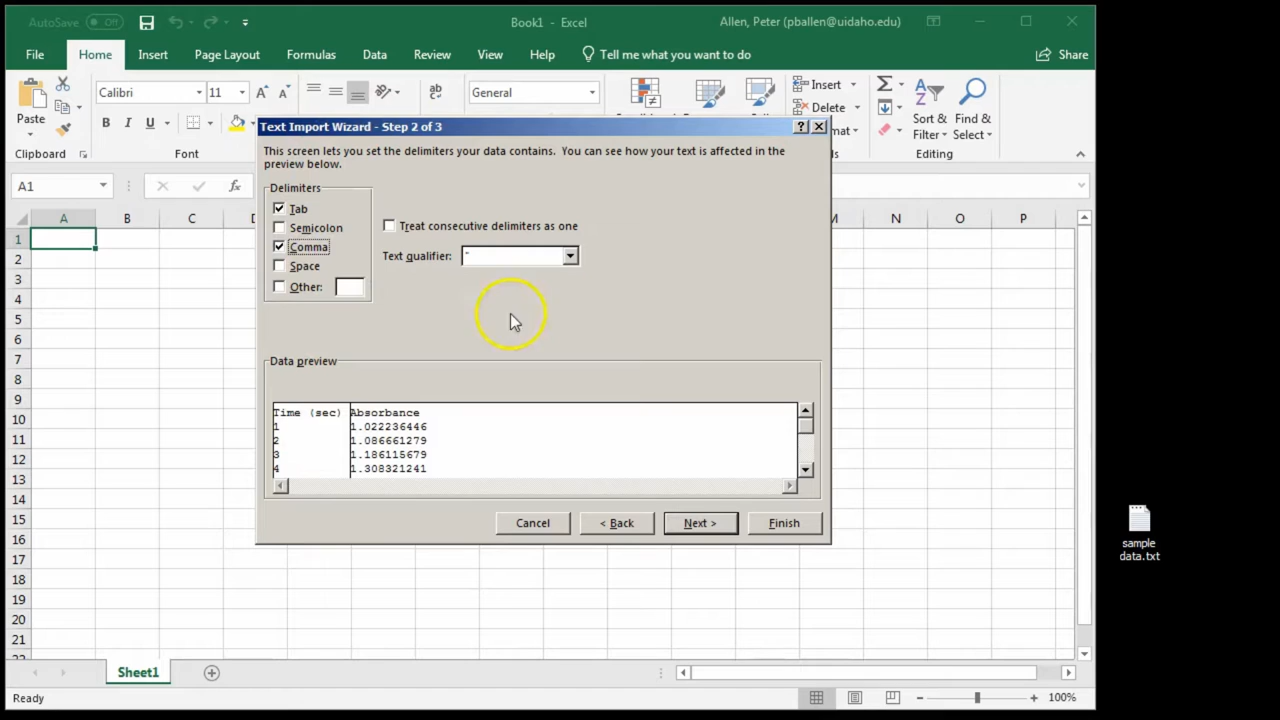 AutoSave Off
Book1 - Excel
Allen, Peter (pballen@uidaho.edu)
File Home Insert Page Layout Formulas Data Review View Help Tell me what you want to do Share
Calibri 11
General
Insert
Paste
Delete
Sort & Filter
Find & Select
B I U
Clipboard
Font
Editing
A1
fx
A B C M N O P
1
2
3
4
5
6
7
8
9
10
11
12
13
14
15
16
17
18
19
20
21
Text Import Wizard - Step 2 of 3
This screen lets you set the delimiters your data contains. You can see how your text is affected in the
preview below.
Delimiters
Tab
Semicolon
Comma
Space
Other:
Treat consecutive delimiters as one
Text qualifier: "
Data preview
Time (sec) Absorbance
1 1.022236446
2 1.086661279
3 1.186115679
4 1.308321241
Cancel < Back Next > Finish
sample
data.txt
Sheet1
Ready
100%